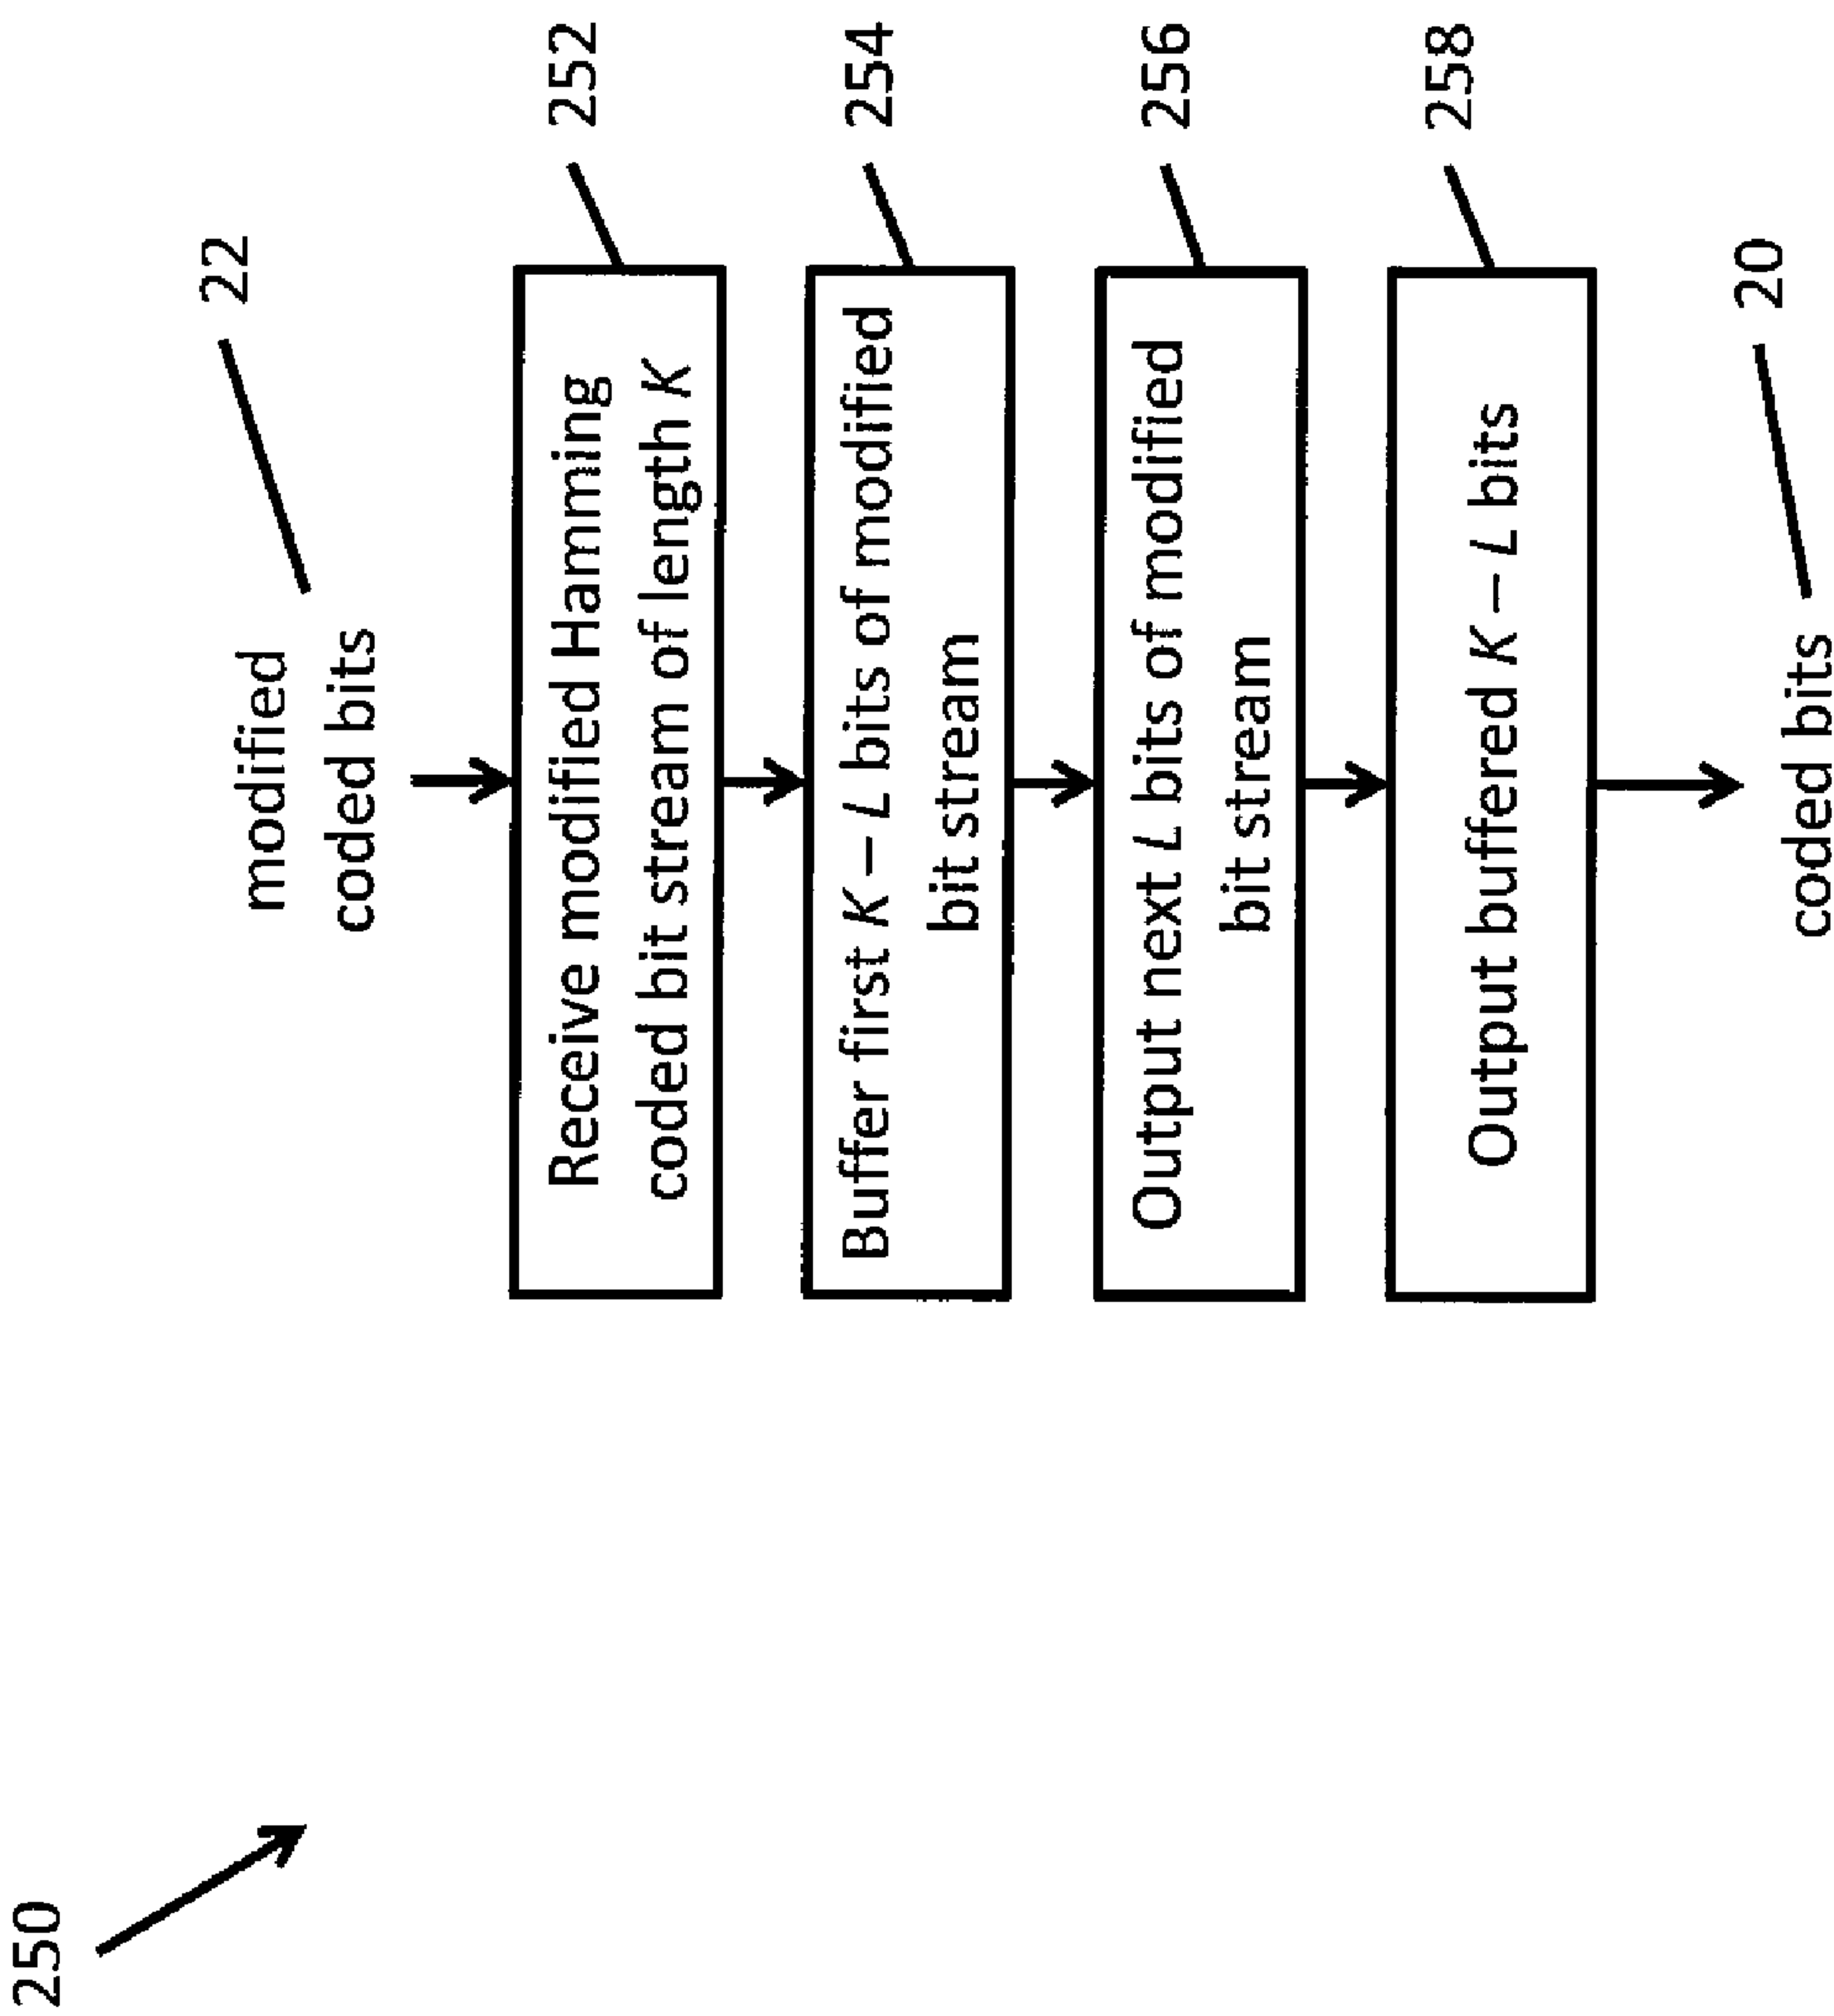 250
modified
coded bits
22
Receive modified Hamming
coded bit stream of length K
252
Buffer first K – L bits of modified
bit stream
254
Output next L bits of modified
bit stream
256
Output buffered K – L bits
258
coded bits
20